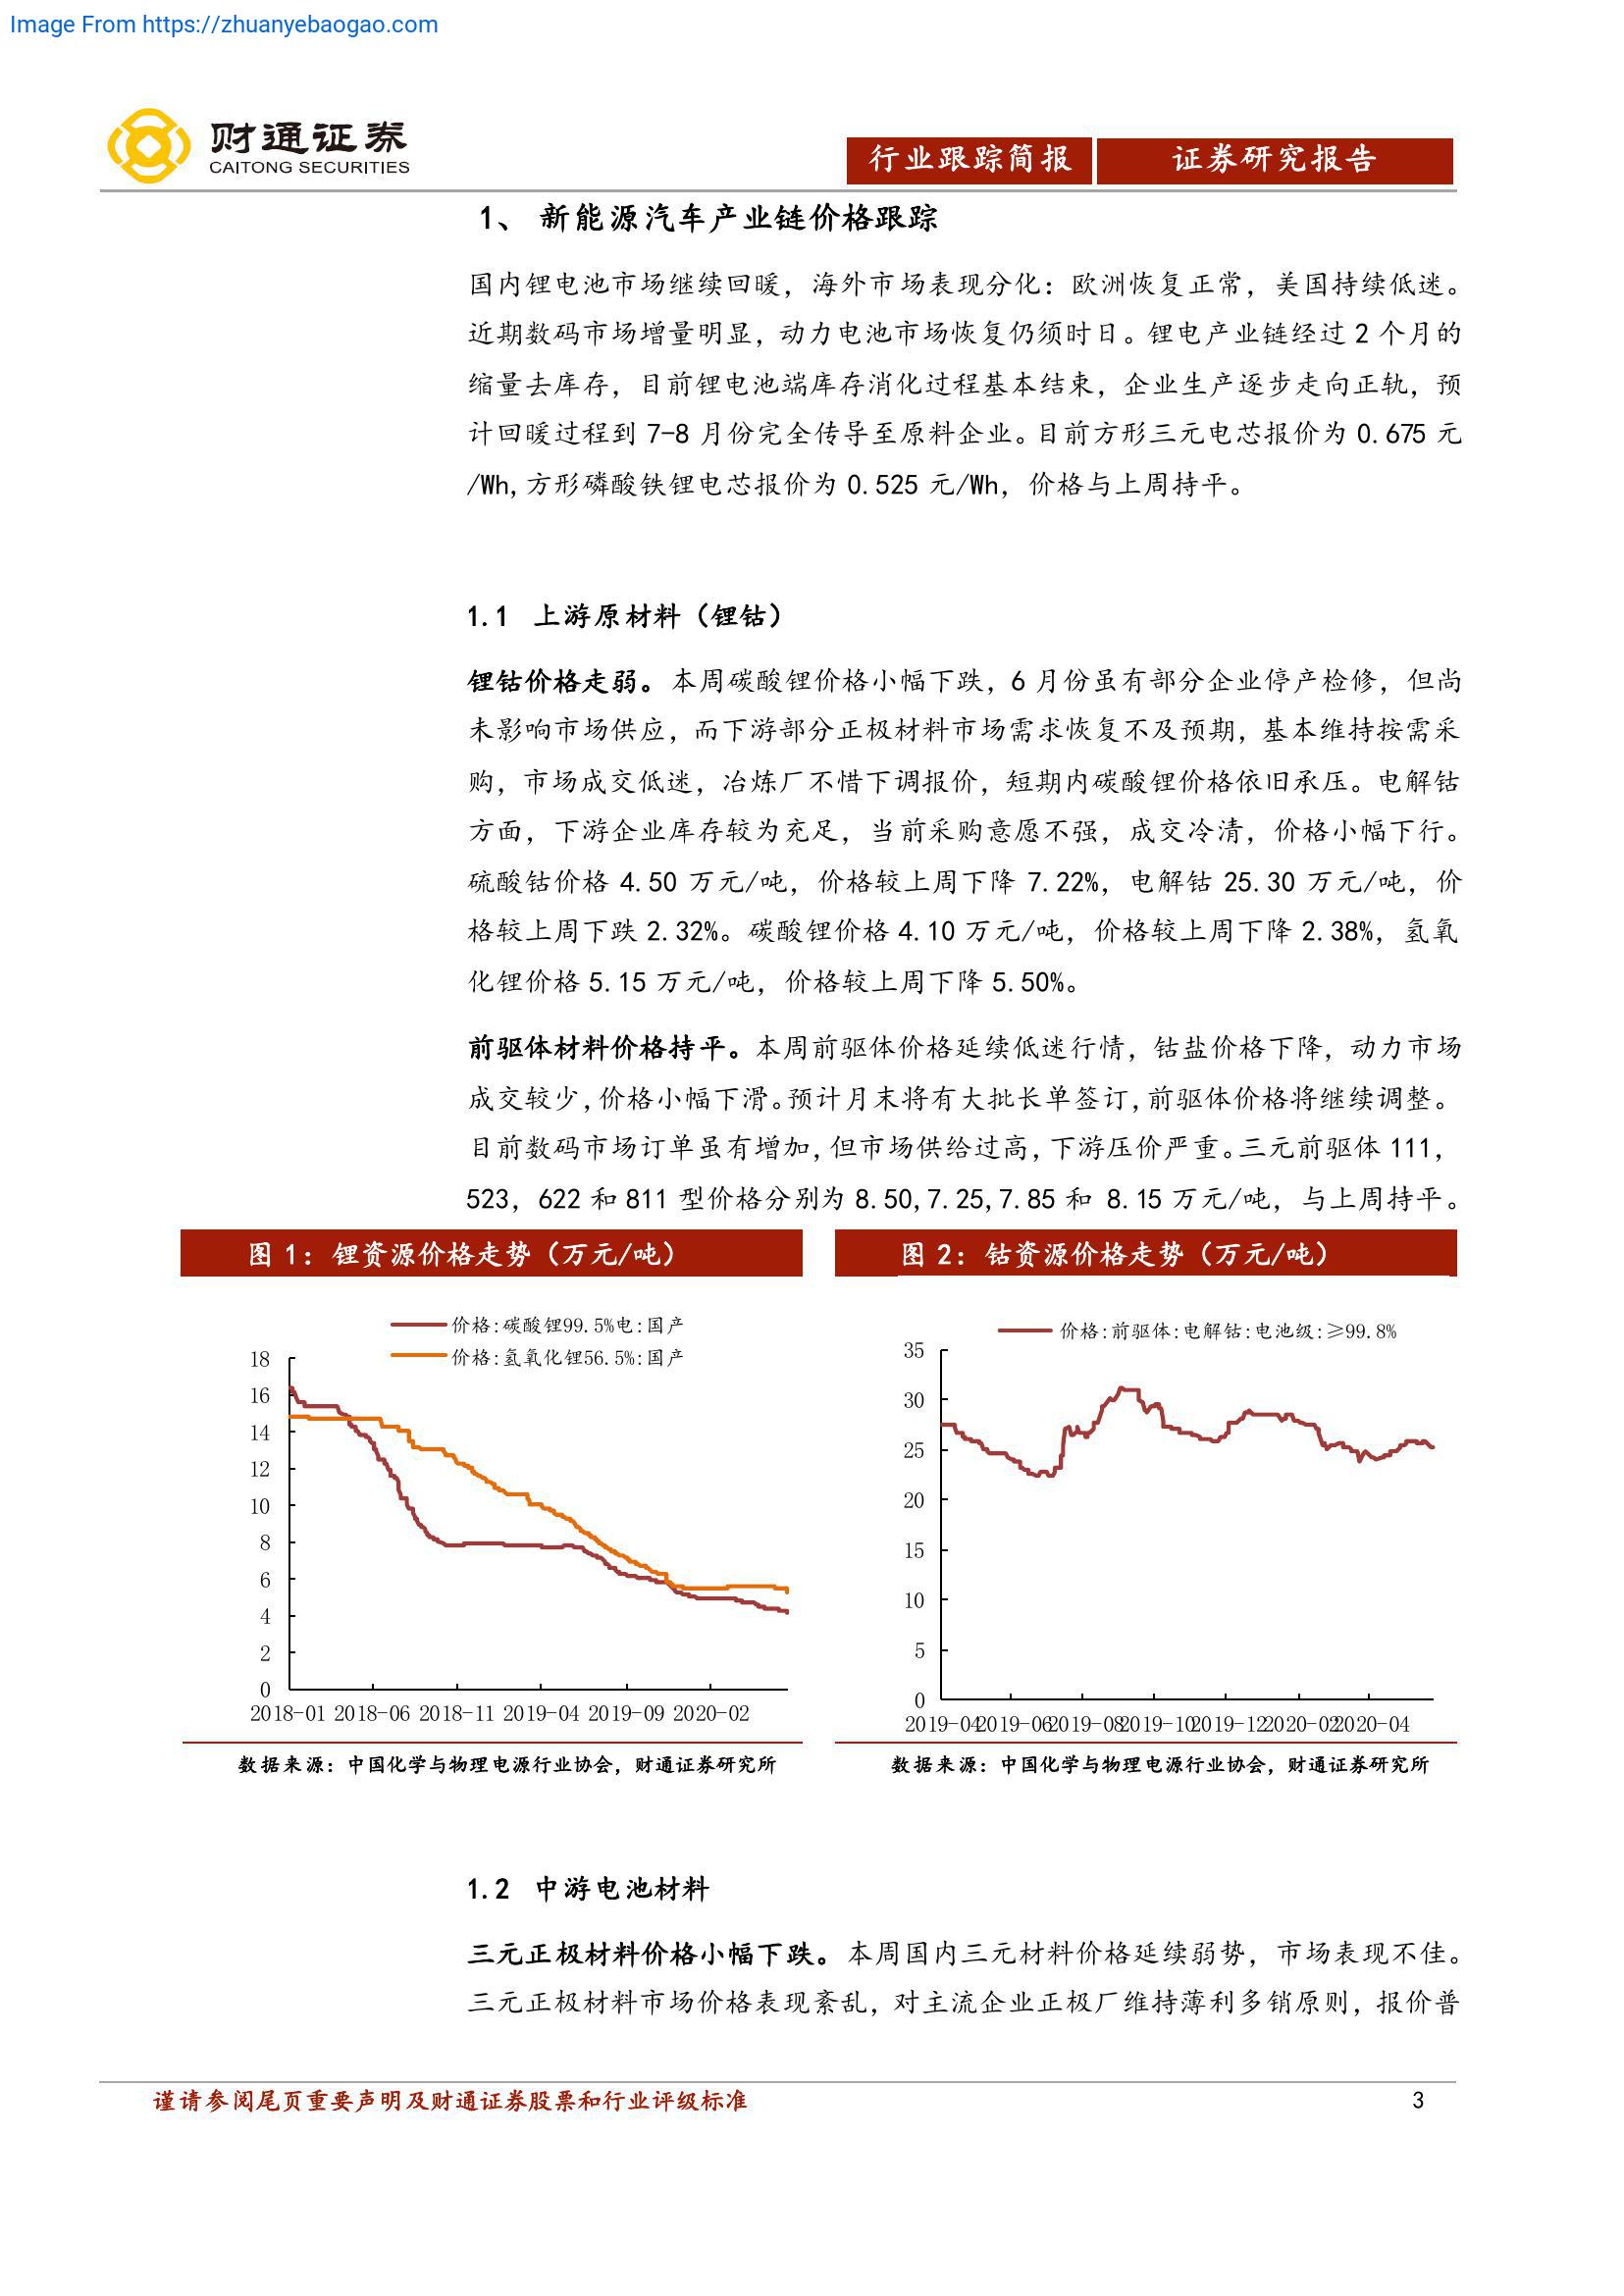 Image From https://zhuanyebaogao.com
财通证券
CAITONG SECURITIES
行业跟踪简报 证券研究报告
1、 新能源汽车产业链价格跟踪
国内锂电池市场继续回暖，海外市场表现分化：欧洲恢复正常，美国持续低迷。
近期数码市场增量明显，动力电池市场恢复仍须时日。锂电产业链经过 2 个月的
缩量去库存，目前锂电池端库存消化过程基本结束，企业生产逐步走向正轨，预
计回暖过程到 7-8 月份完全传导至原料企业。目前方形三元电芯报价为 0.675 元
/Wh,方形磷酸铁锂电芯报价为 0.525 元/Wh，价格与上周持平。
1.1 上游原材料（锂钴）
锂钴价格走弱。本周碳酸锂价格小幅下跌，6 月份虽有部分企业停产检修，但尚
未影响市场供应，而下游部分正极材料市场需求恢复不及预期，基本维持按需采
购，市场成交低迷，冶炼厂不惜下调报价，短期内碳酸锂价格依旧承压。电解钴
方面，下游企业库存较为充足，当前采购意愿不强，成交冷清，价格小幅下行。
硫酸钴价格 4.50 万元/吨，价格较上周下降 7.22%，电解钴 25.30 万元/吨，价
格较上周下跌 2.32%。碳酸锂价格 4.10 万元/吨，价格较上周下降 2.38%，氢氧
化锂价格 5.15 万元/吨，价格较上周下降 5.50%。
前驱体材料价格持平。本周前驱体价格延续低迷行情，钴盐价格下降，动力市场
成交较少,价格小幅下滑。预计月末将有大批长单签订,前驱体价格将继续调整。
目前数码市场订单虽有增加,但市场供给过高,下游压价严重。三元前驱体 111，
523，622 和 811 型价格分别为 8.50,7.25,7.85 和 8.15 万元/吨，与上周持平。
图 1：锂资源价格走势（万元/吨）
价格:碳酸锂99.5%电:国产
价格:氢氧化锂56.5%:国产
18
16
14
12
10
8
6
4
2
0
2018-01 2018-06 2018-11 2019-04 2019-09 2020-02
数据来源：中国化学与物理电源行业协会，财通证券研究所
图 2：钴资源价格走势（万元/吨）
价格:前驱体:电解钴:电池级:≥99.8%
35
30
25
20
15
10
5
0
2019-04 2019-06 2019-08 2019-10 2019-12 2020-02 2020-04
数据来源：中国化学与物理电源行业协会，财通证券研究所
1.2 中游电池材料
三元正极材料价格小幅下跌。本周国内三元材料价格延续弱势，市场表现不佳。
三元正极材料市场价格表现紊乱，对主流企业正极厂维持薄利多销原则，报价普
谨请参阅尾页重要声明及财通证券股票和行业评级标准 3